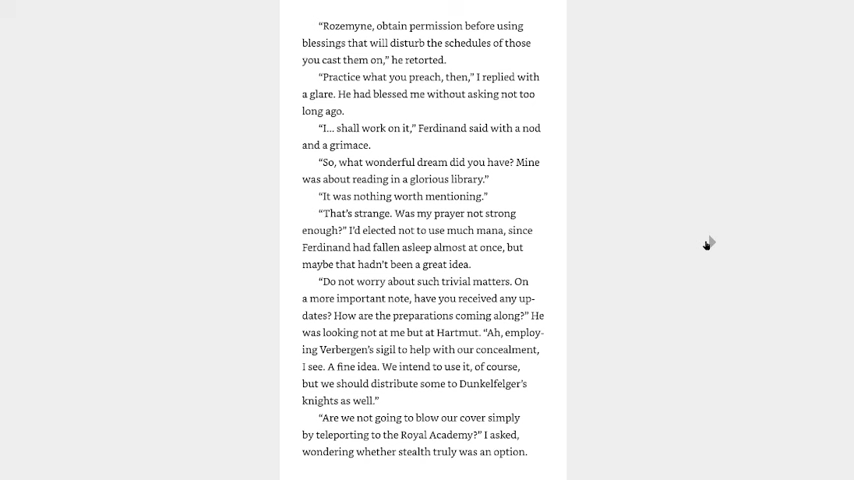 “Rozemyne, obtain permission before using
blessings that will disturb the schedules of those
you cast them on,” he retorted.
“Practice what you preach, then,” I replied with
a glare. He had blessed me without asking not too
long ago.
“I... shall work on it,” Ferdinand said with a nod
and a grimace.
“So, what wonderful dream did you have? Mine
was about reading in a glorious library.”
“It was nothing worth mentioning.”
“That’s strange. Was my prayer not strong
enough?” I’d elected not to use much mana, since
Ferdinand had fallen asleep almost at once, but
maybe that hadn’t been a great idea.
“Do not worry about such trivial matters. On
a more important note, have you received any up-
dates? How are the preparations coming along?” He
was looking not at me but at Hartmut. “Ah, employ-
ing Verbergen’s sigil to help with our concealment,
I see. A fine idea. We intend to use it, of course,
but we should distribute some to Dunkelfelger’s
knights as well.”
“Are we not going to blow our cover simply
by teleporting to the Royal Academy?” I asked,
wondering whether stealth truly was an option.